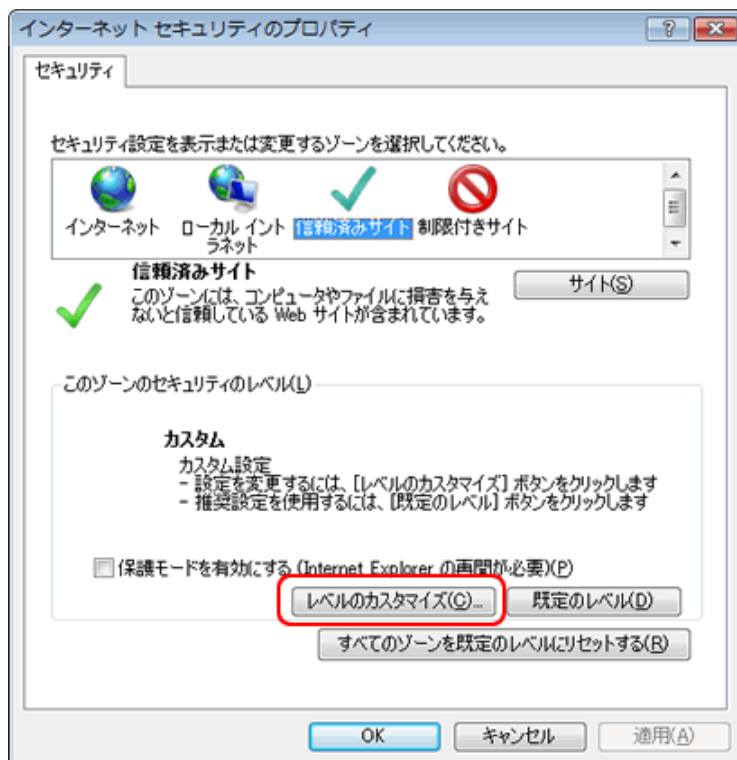 インターネット セキュリティのプロパティ
セキュリティ
セキュリティ設定を表示または変更するゾーンを選択してください。
インターネット
ローカル イント
ラネット
信頼済みサイト
制限付きサイト
信頼済みサイト
このゾーンには、コンピュータやファイルに損害を与え
ないと信頼している Web サイトが含まれています。
サイト(S)
このゾーンのセキュリティのレベル(L)
カスタム
カスタム設定
- 設定を変更するには、[レベルのカスタマイズ] ボタンをクリックします
- 推奨設定を使用するには、[既定のレベル] ボタンをクリックします
保護モードを有効にする (Internet Explorer の再開が必要)(P)
レベルのカスタマイズ(C)...
既定のレベル(D)
すべてのゾーンを既定のレベルにリセットする(R)
OK
キャンセル
適用(A)